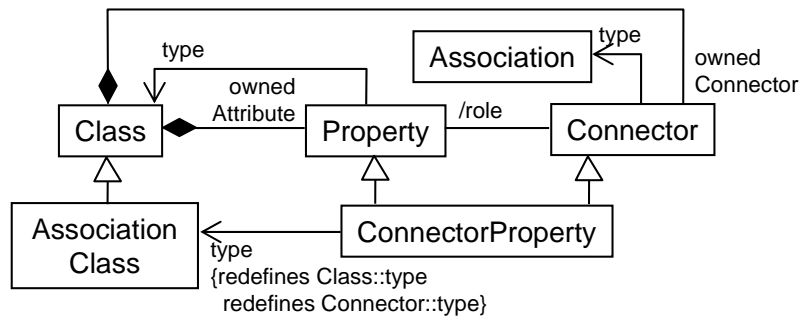 type
Association
type
owned
Connector
owned
Attribute
Class
Property
/role
Connector
Association
Class
ConnectorProperty
type
{redefines Class::type
redefines Connector::type}